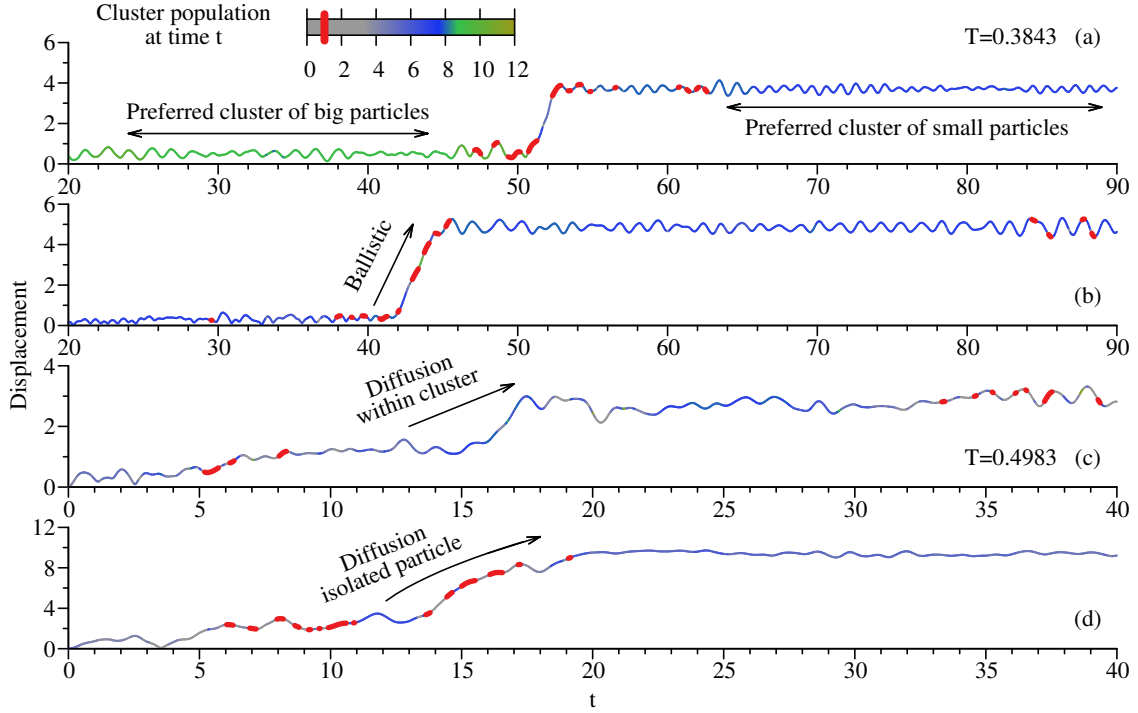 Cluster population
at time t
0 2 4 6 8 10 12
T=0.3843 (a)
6
4
2
0
Preferred cluster of big particles
Preferred cluster of small particles
20 30 40 50 60 70 80 90
6
4
2
0
Ballistic
(b)
20 30 40 50 60 70 80 90
Displacement
4
2
0
Diffusion
within cluster
T=0.4983 (c)
0 5 10 15 20 25 30 35 40
12
8
4
0
Diffusion
isolated particle
(d)
0 5 10 15 20 25 30 35 40
t